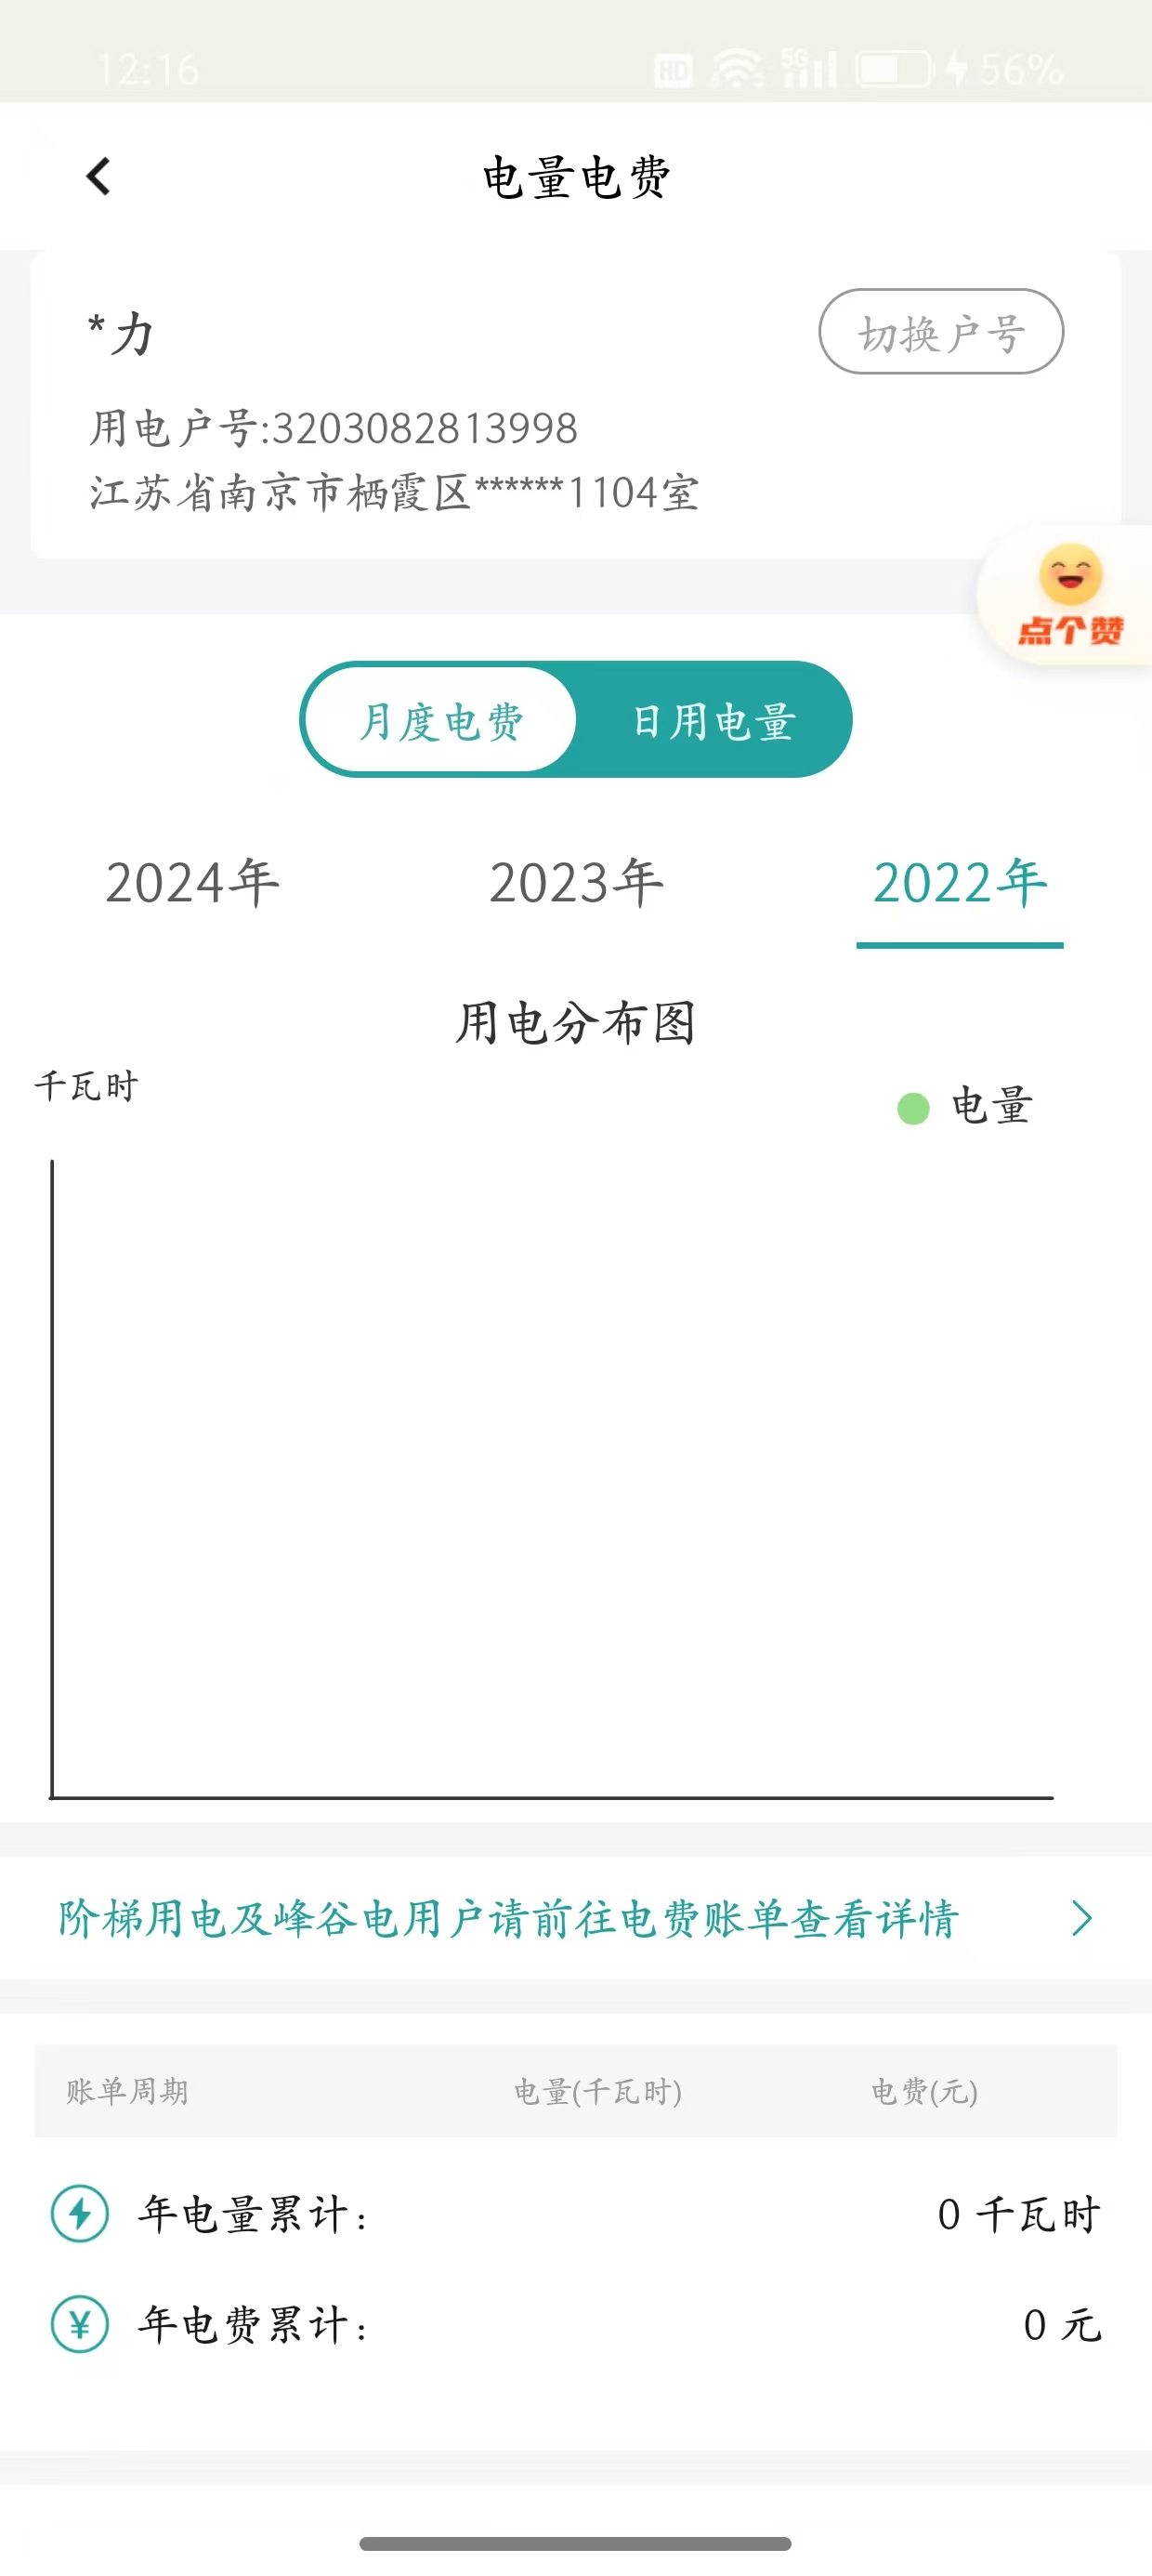 12:16 HD 5G 56%
电量电费
*力
切换户号
用电户号:3203082813998
江苏省南京市栖霞区******1104室
点个赞
月度电费 日用电量
2024年 2023年 2022年
用电分布图
千瓦时
电量
阶梯用电及峰谷电用户请前往电费账单查看详情
账单周期 电量(千瓦时) 电费(元)
年电量累计: 0 千瓦时
¥ 年电费累计: 0 元